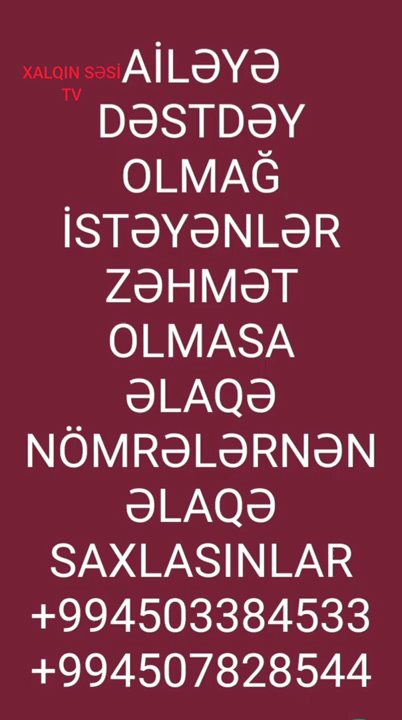 XALQIN SƏSİ
TV
AİLƏYƏ
DƏSTDƏY
OLMAĞ
İSTƏYƏNLƏR
ZƏHMƏT
OLMASA
ƏLAQƏ
NÖMRƏLƏRNƏN
ƏLAQƏ
SAXLASINLAR
+994503384533
+994507828544